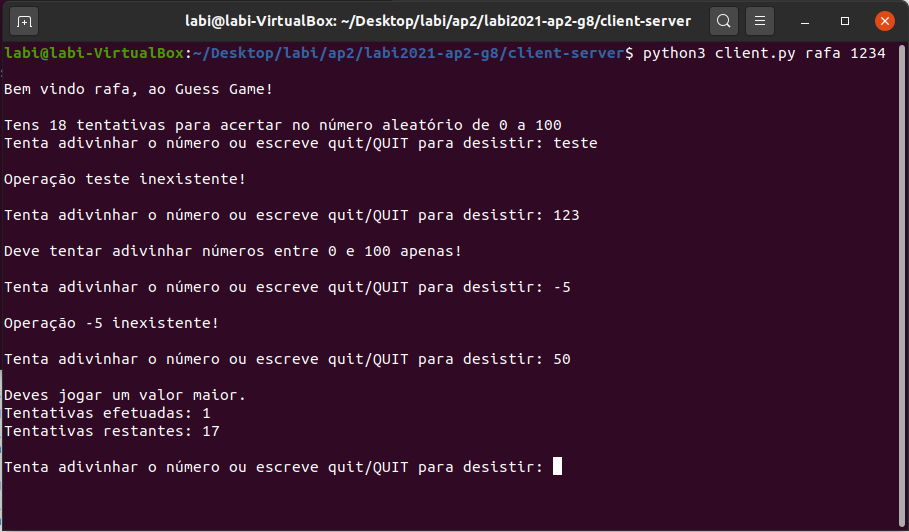 labi@labi-VirtualBox: ~/Desktop/labi/ap2/labi2021-ap2-g8/client-server
labi@labi-VirtualBox:~/Desktop/labi/ap2/labi2021-ap2-g8/client-server$ python3 client.py rafa 1234
Bem vindo rafa, ao Guess Game!
Tens 18 tentativas para acertar no número aleatório de 0 a 100
Tenta adivinhar o número ou escreve quit/QUIT para desistir: teste
Operação teste inexistente!
Tenta adivinhar o número ou escreve quit/QUIT para desistir: 123
Deve tentar adivinhar números entre 0 e 100 apenas!
Tenta adivinhar o número ou escreve quit/QUIT para desistir: -5
Operação -5 inexistente!
Tenta adivinhar o número ou escreve quit/QUIT para desistir: 50
Deves jogar um valor maior.
Tentativas efetuadas: 1
Tentativas restantes: 17
Tenta adivinhar o número ou escreve quit/QUIT para desistir: